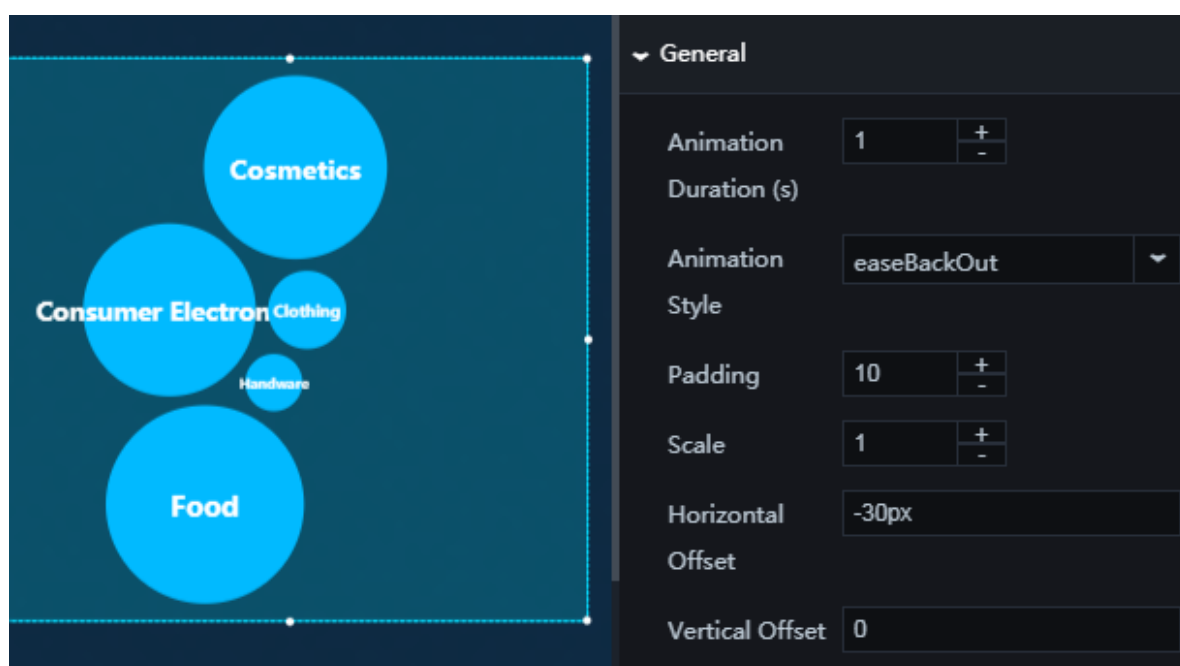 Cosmetics
Consumer Electron
Clothing
Handware
Food
General
Animation
Duration (s)
1
+
-
Animation
Style
easeBackOut
Padding
10
+
-
Scale
1
+
-
Horizontal
Offset
-30px
Vertical Offset
0